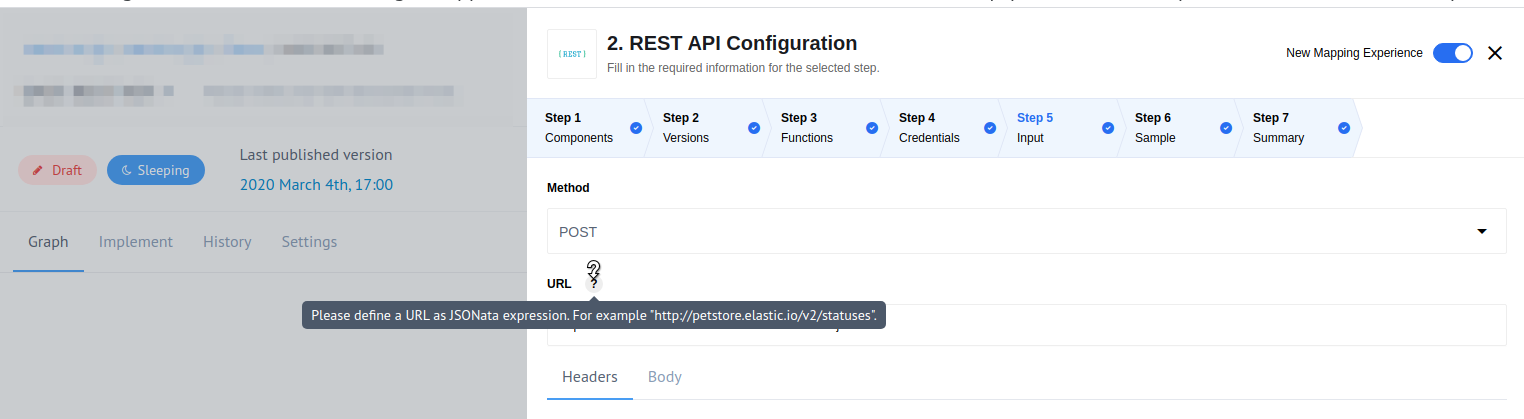 {REST}
2. REST API Configuration
Fill in the required information for the selected step.
New Mapping Experience
Step 1
Components
Step 2
Versions
Step 3
Functions
Step 4
Credentials
Step 5
Input
Step 6
Sample
Step 7
Summary
Draft
Sleeping
Last published version
2020 March 4th, 17:00
Graph
Implement
History
Settings
Method
POST
URL
?
Please define a URL as JSONata expression. For example "http://petstore.elastic.io/v2/statuses".
Headers
Body